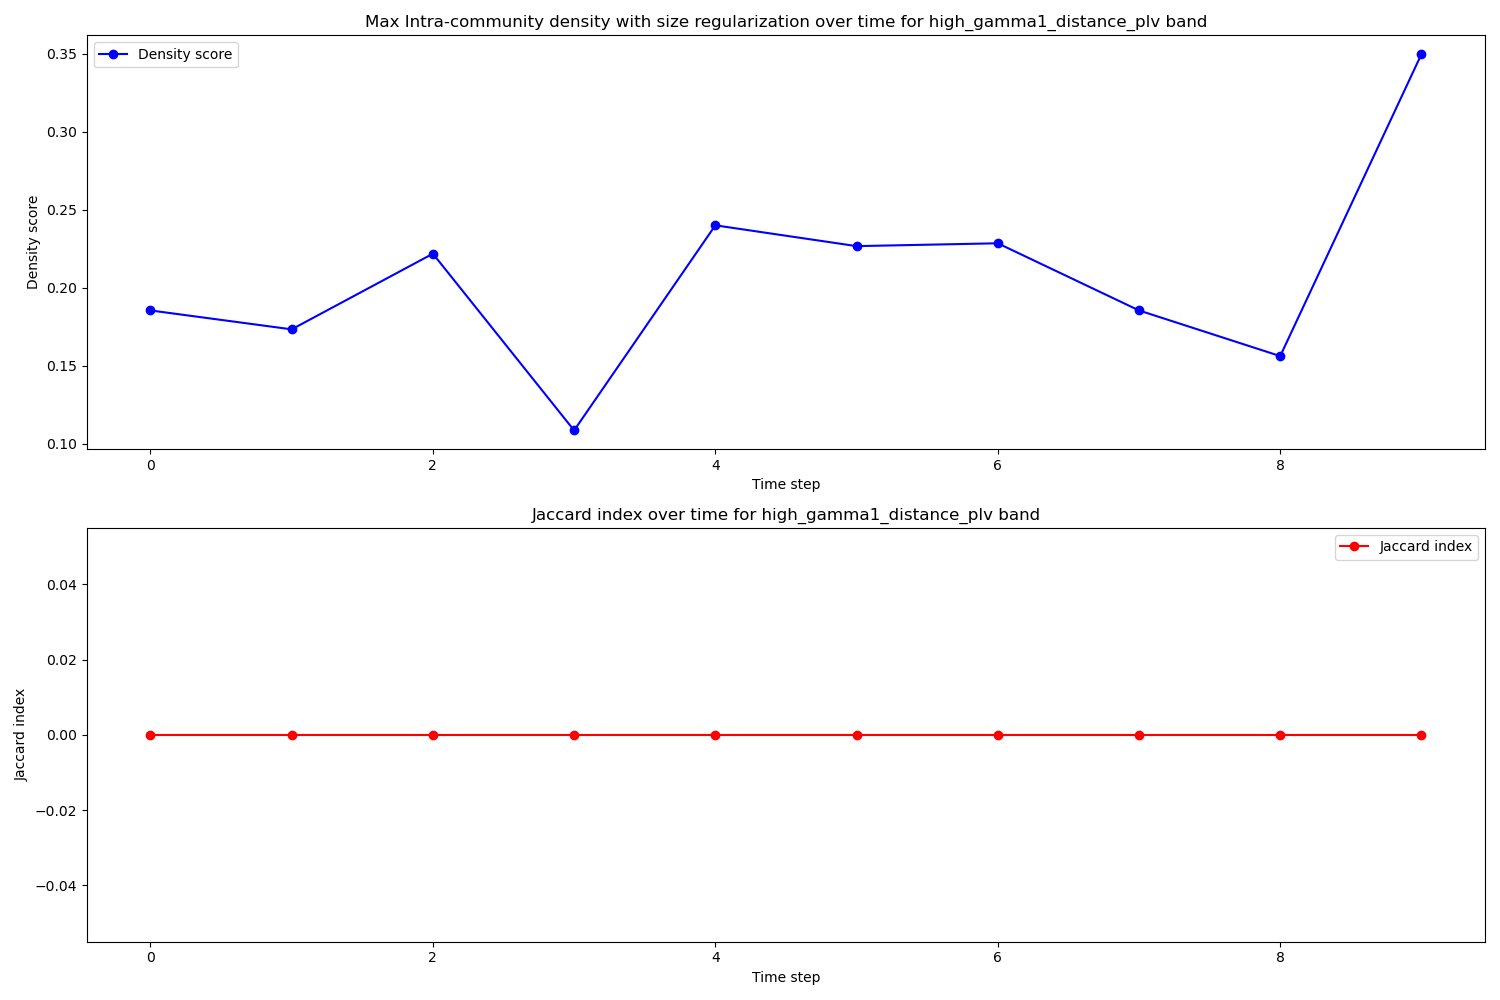 Max Intra-community density with size regularization over time for high_gamma1_distance_plv band
Density score
0.35
0.30
0.25
0.20
0.15
0.10
Density score
0 2 4 6 8
Time step
Jaccard index over time for high_gamma1_distance_plv band
Jaccard index
0.04
0.02
0.00
−0.02
−0.04
Jaccard index
0 2 4 6 8
Time step